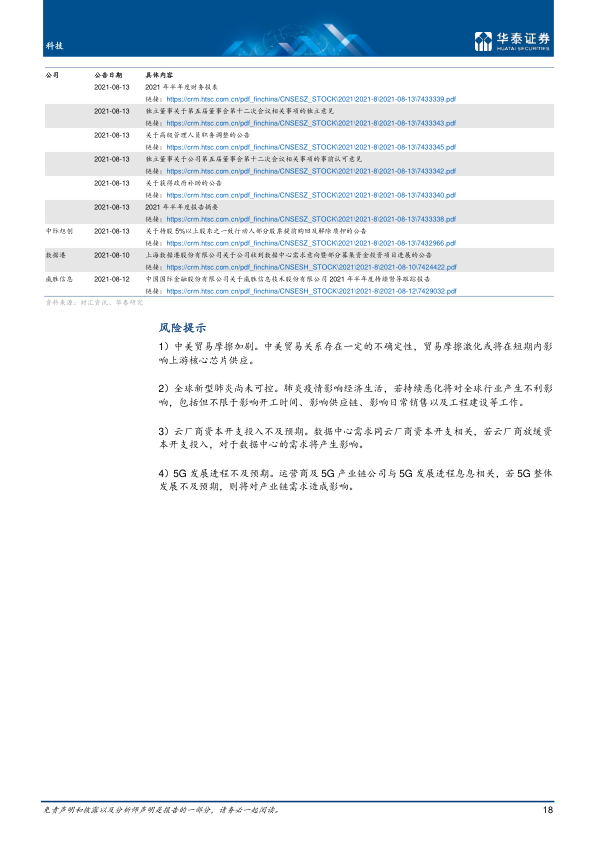 科技
华泰证券
HUATAI SECURITIES
公司 公告日期 具体内容
2021-08-13 2021 年半年度财务报表
链接：https://crm.htsc.com.cn/pdf_finchina/CNSESZ_STOCK\2021\2021-8\2021-08-13\7433339.pdf
2021-08-13 独立董事关于第五届董事会第十二次会议相关事项的独立意见
链接：https://crm.htsc.com.cn/pdf_finchina/CNSESZ_STOCK\2021\2021-8\2021-08-13\7433343.pdf
2021-08-13 关于高级管理人员职务调整的公告
链接：https://crm.htsc.com.cn/pdf_finchina/CNSESZ_STOCK\2021\2021-8\2021-08-13\7433345.pdf
2021-08-13 独立董事关于公司第五届董事会第十二次会议相关事项的事前认可意见
链接：https://crm.htsc.com.cn/pdf_finchina/CNSESZ_STOCK\2021\2021-8\2021-08-13\7433342.pdf
2021-08-13 关于获得政府补助的公告
链接：https://crm.htsc.com.cn/pdf_finchina/CNSESZ_STOCK\2021\2021-8\2021-08-13\7433340.pdf
2021-08-13 2021 年半年度报告摘要
链接：https://crm.htsc.com.cn/pdf_finchina/CNSESZ_STOCK\2021\2021-8\2021-08-13\7433338.pdf
中际旭创 2021-08-13 关于持股 5%以上股东之一致行动人部分股票提前购回及解除质押的公告
链接：https://crm.htsc.com.cn/pdf_finchina/CNSESZ_STOCK\2021\2021-8\2021-08-13\7432966.pdf
数据港 2021-08-10 上海数据港股份有限公司关于公司收到数据中心需求意向暨部分募集资金投资项目进展的公告
链接：https://crm.htsc.com.cn/pdf_finchina/CNSESH_STOCK\2021\2021-8\2021-08-10\7424422.pdf
威胜信息 2021-08-12 中国国际金融股份有限公司关于威胜信息技术股份有限公司 2021 年半年度持续督导跟踪报告
链接：https://crm.htsc.com.cn/pdf_finchina/CNSESH_STOCK\2021\2021-8\2021-08-12\7429032.pdf
资料来源：财汇资讯、华泰研究
风险提示
1）中美贸易摩擦加剧。中美贸易关系存在一定的不确定性，贸易摩擦激化或将在短期内影
响上游核心芯片供应。
2）全球新型肺炎尚未可控。肺炎疫情影响经济生活，若持续恶化将对全球行业产生不利影
响，包括但不限于影响开工时间、影响供应链、影响日常销售以及工程建设等工作。
3）云厂商资本开支投入不及预期。数据中心需求同云厂商资本开支相关，若云厂商放缓资
本开支投入，对于数据中心的需求将产生影响。
4）5G 发展进程不及预期。运营商及 5G 产业链公司与 5G 发展进程息息相关，若 5G 整体
发展不及预期，则将对产业链需求造成影响。
免责声明和披露以及分析师声明是报告的一部分，请务必一起阅读。 18